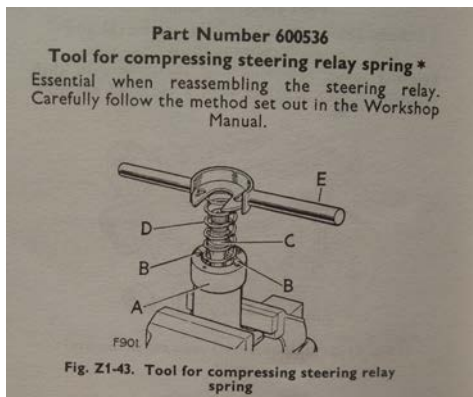 Part Number 600536
Tool for compressing steering relay spring *
Essential when reassembling the steering relay.
Carefully follow the method set out in the Workshop
Manual.
E
D
C
B
B
A
F901
Fig. Z1-43. Tool for compressing steering relay
spring